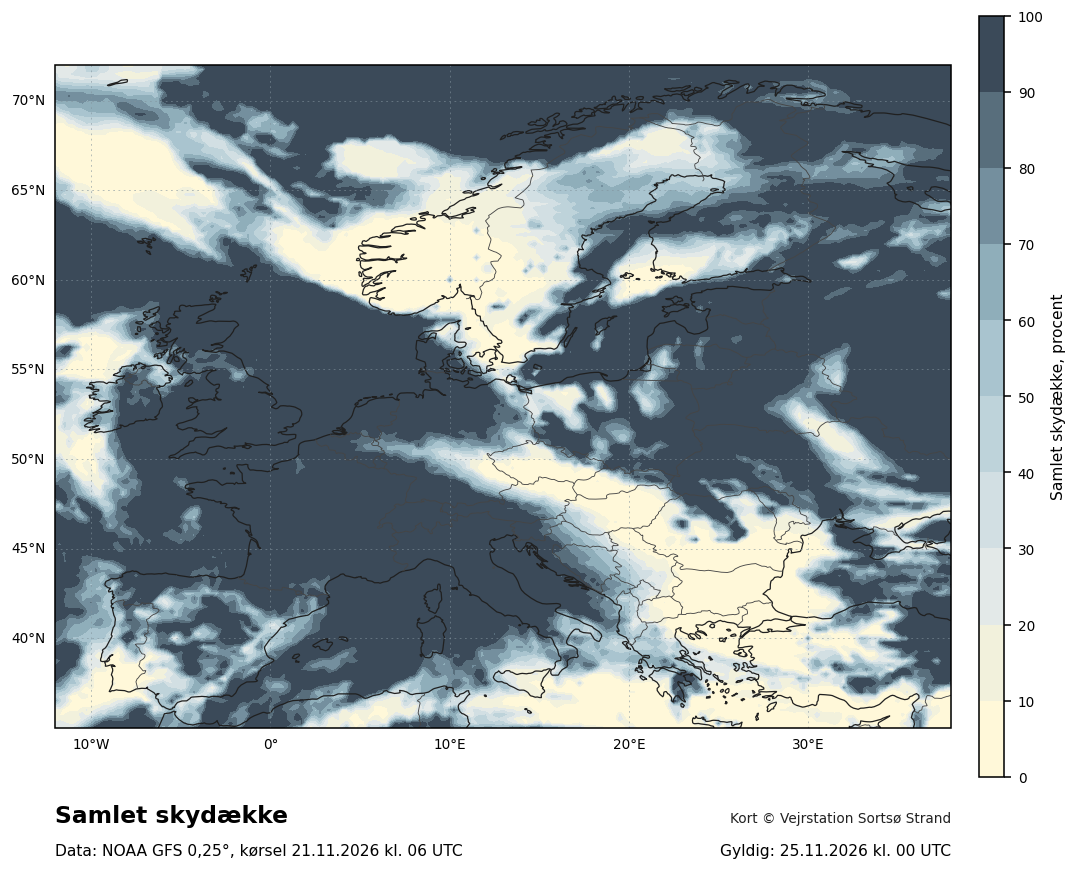 100
90
80
70
60
50
40
30
20
10
0
Samlet skydække, procent
70°N
65°N
60°N
55°N
50°N
45°N
40°N
10°W
0°
10°E
20°E
30°E
Samlet skydække
Kort © Vejrstation Sortsø Strand
Data: NOAA GFS 0,25°, kørsel 21.11.2026 kl. 06 UTC
Gyldig: 25.11.2026 kl. 00 UTC